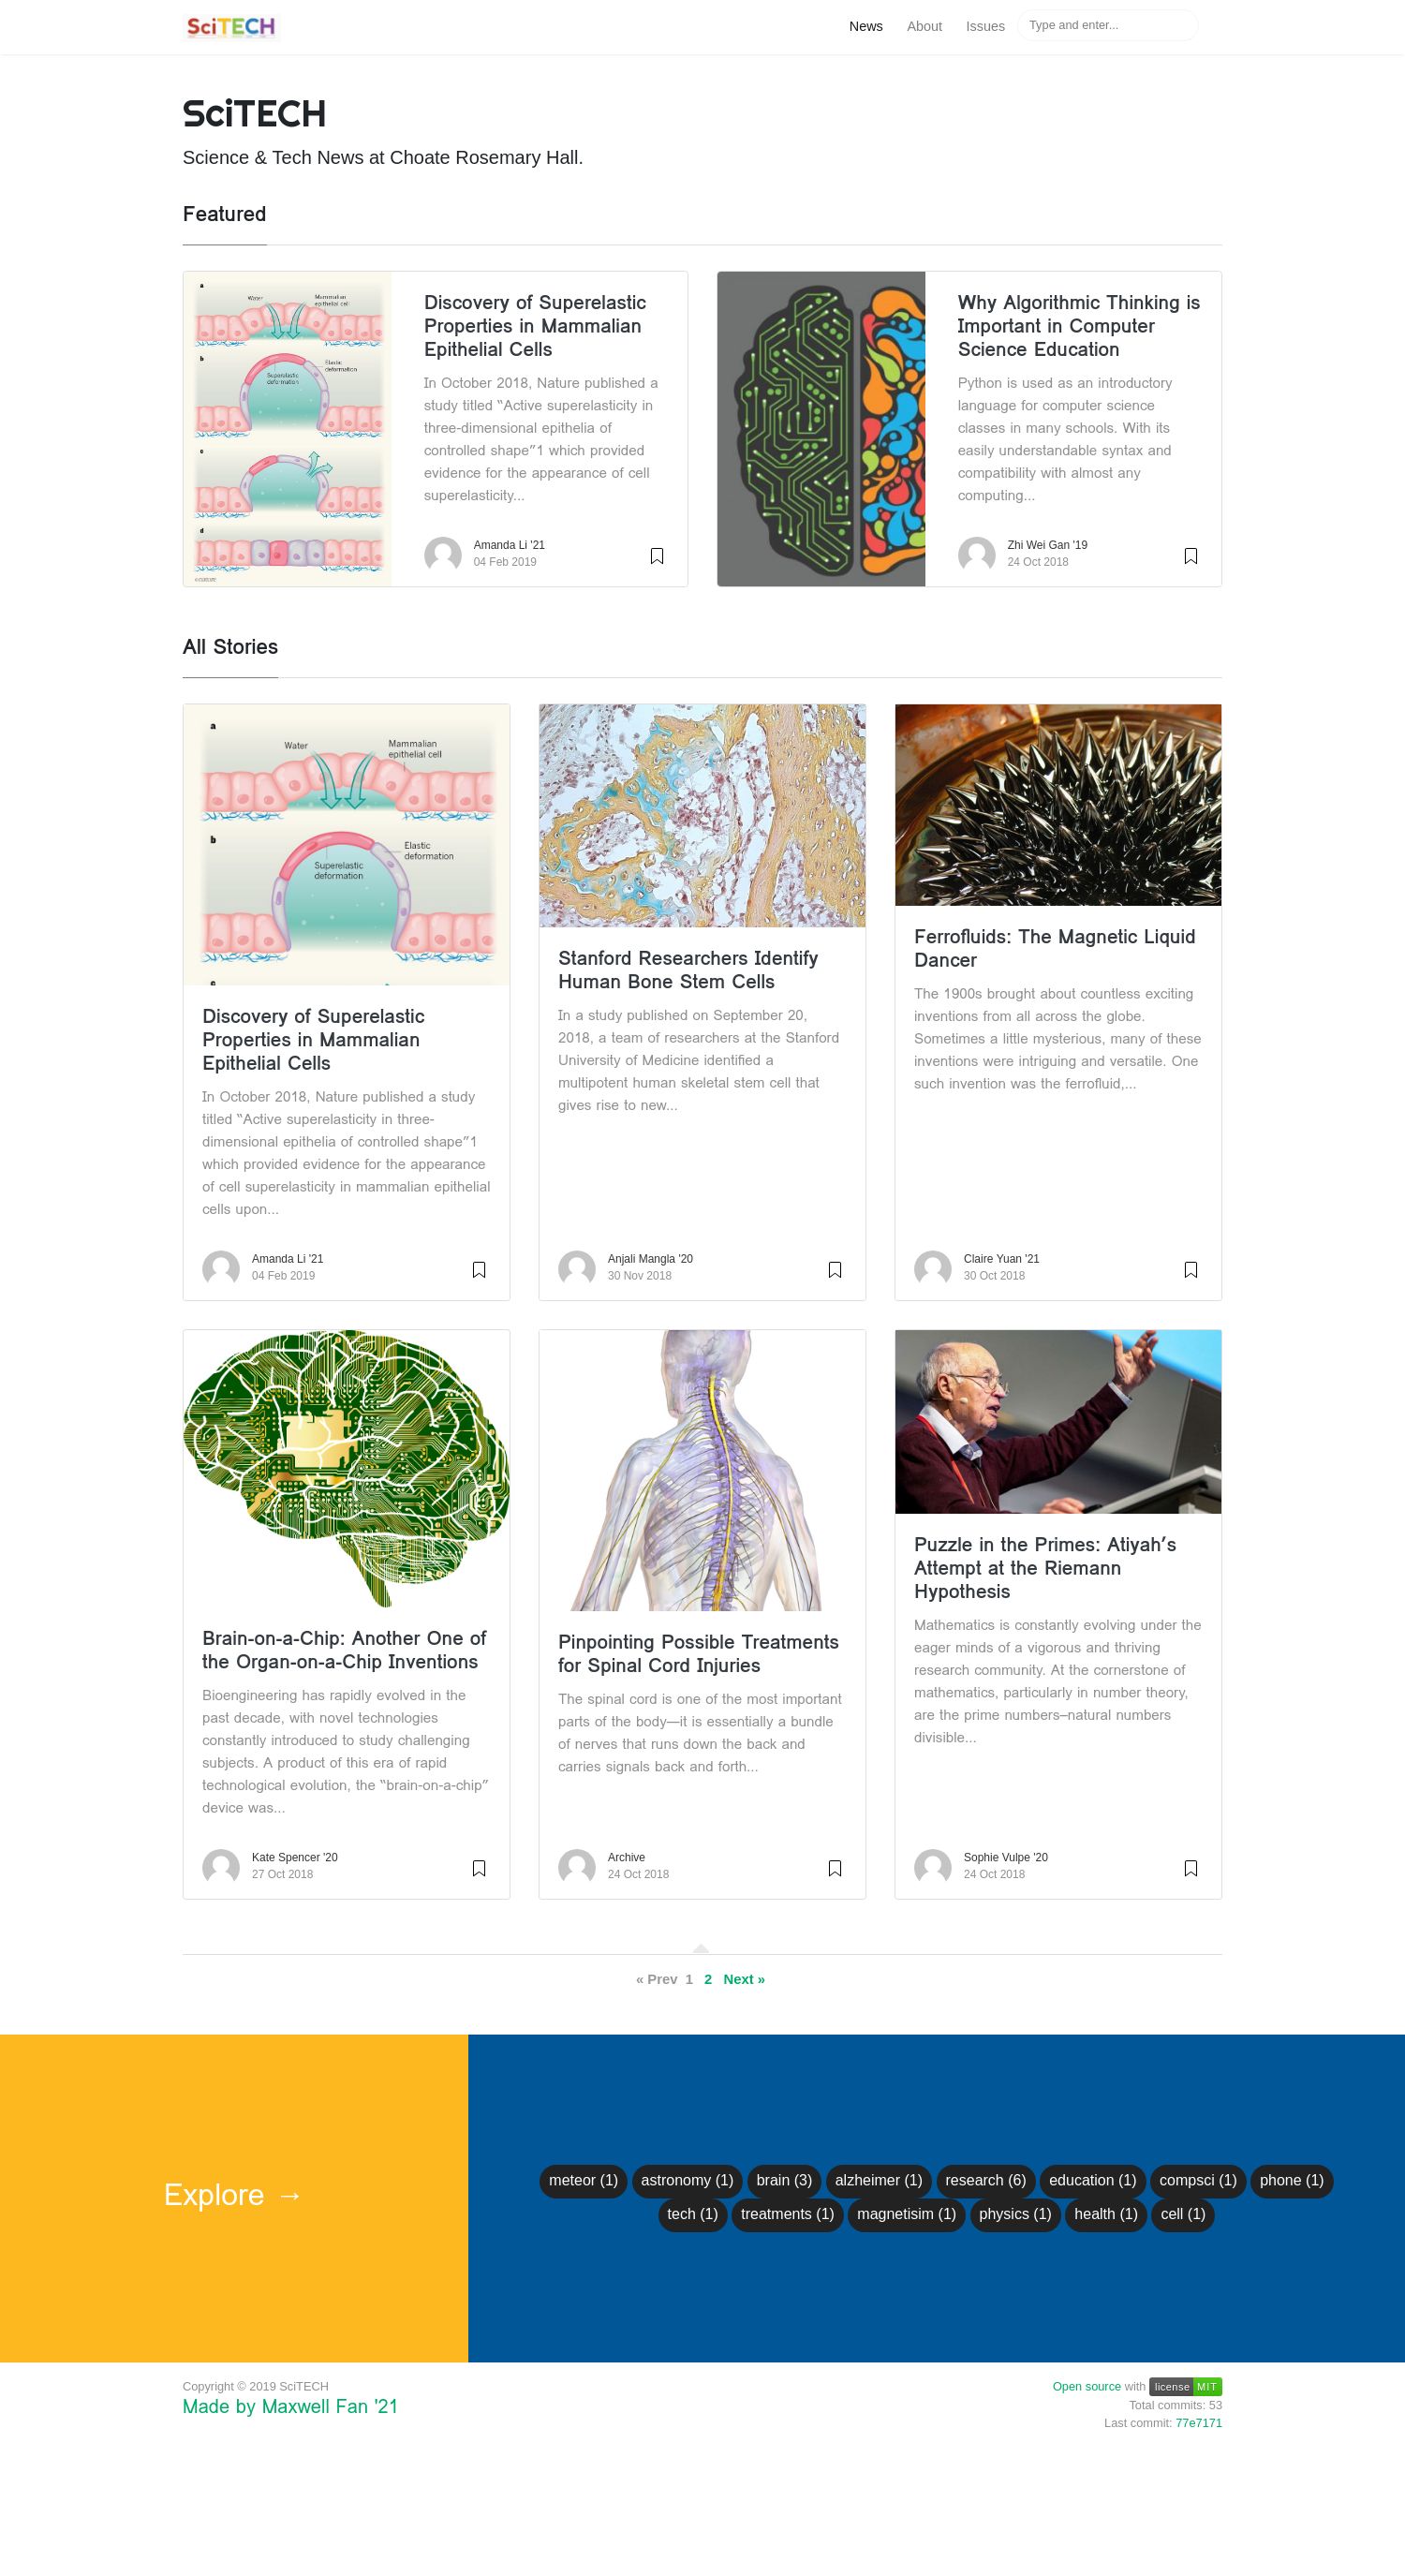 SciTECH
News About Issues Type and enter...
SciTECH
Science & Tech News at Choate Rosemary Hall.
Featured
a
Water
Mammalian
epithelial cell
b
Elastic
deformation
Superelastic
deformation
c
d
©nature
Discovery of Superelastic
Properties in Mammalian
Epithelial Cells
In October 2018, Nature published a
study titled “Active superelasticity in
three-dimensional epithelia of
controlled shape”1 which provided
evidence for the appearance of cell
superelasticity...
Amanda Li '21
04 Feb 2019
Why Algorithmic Thinking is
Important in Computer
Science Education
Python is used as an introductory
language for computer science
classes in many schools. With its
easily understandable syntax and
compatibility with almost any
computing...
Zhi Wei Gan '19
24 Oct 2018
All Stories
a
Water
Mammalian
epithelial cell
b
Elastic
deformation
Superelastic
deformation
Discovery of Superelastic
Properties in Mammalian
Epithelial Cells
In October 2018, Nature published a study
titled “Active superelasticity in three-
dimensional epithelia of controlled shape”1
which provided evidence for the appearance
of cell superelasticity in mammalian epithelial
cells upon...
Amanda Li '21
04 Feb 2019
Stanford Researchers Identify
Human Bone Stem Cells
In a study published on September 20,
2018, a team of researchers at the Stanford
University of Medicine identified a
multipotent human skeletal stem cell that
gives rise to new...
Anjali Mangla '20
30 Nov 2018
Ferrofluids: The Magnetic Liquid
Dancer
The 1900s brought about countless exciting
inventions from all across the globe.
Sometimes a little mysterious, many of these
inventions were intriguing and versatile. One
such invention was the ferrofluid,...
Claire Yuan '21
30 Oct 2018
Brain-on-a-Chip: Another One of
the Organ-on-a-Chip Inventions
Bioengineering has rapidly evolved in the
past decade, with novel technologies
constantly introduced to study challenging
subjects. A product of this era of rapid
technological evolution, the “brain-on-a-chip”
device was...
Kate Spencer '20
27 Oct 2018
Pinpointing Possible Treatments
for Spinal Cord Injuries
The spinal cord is one of the most important
parts of the body—it is essentially a bundle
of nerves that runs down the back and
carries signals back and forth...
Archive
24 Oct 2018
Puzzle in the Primes: Atiyah’s
Attempt at the Riemann
Hypothesis
Mathematics is constantly evolving under the
eager minds of a vigorous and thriving
research community. At the cornerstone of
mathematics, particularly in number theory,
are the prime numbers–natural numbers
divisible...
Sophie Vulpe '20
24 Oct 2018
« Prev 1 2 Next »
Explore →
meteor (1) astronomy (1) brain (3) alzheimer (1) research (6) education (1) compsci (1) phone (1)
tech (1) treatments (1) magnetisim (1) physics (1) health (1) cell (1)
Copyright © 2019 SciTECH
Made by Maxwell Fan '21
Open source with license MIT
Total commits: 53
Last commit: 77e7171